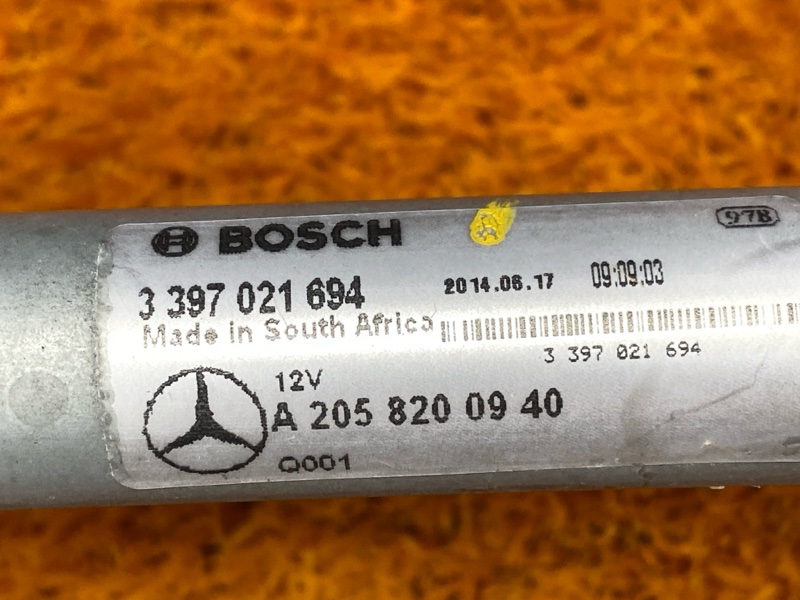 BOSCH
97B
3 397 021 694
2014.06.17 09:09:03
Made in South Africa
3 397 021 694
12V
A 205 820 09 40
Q001